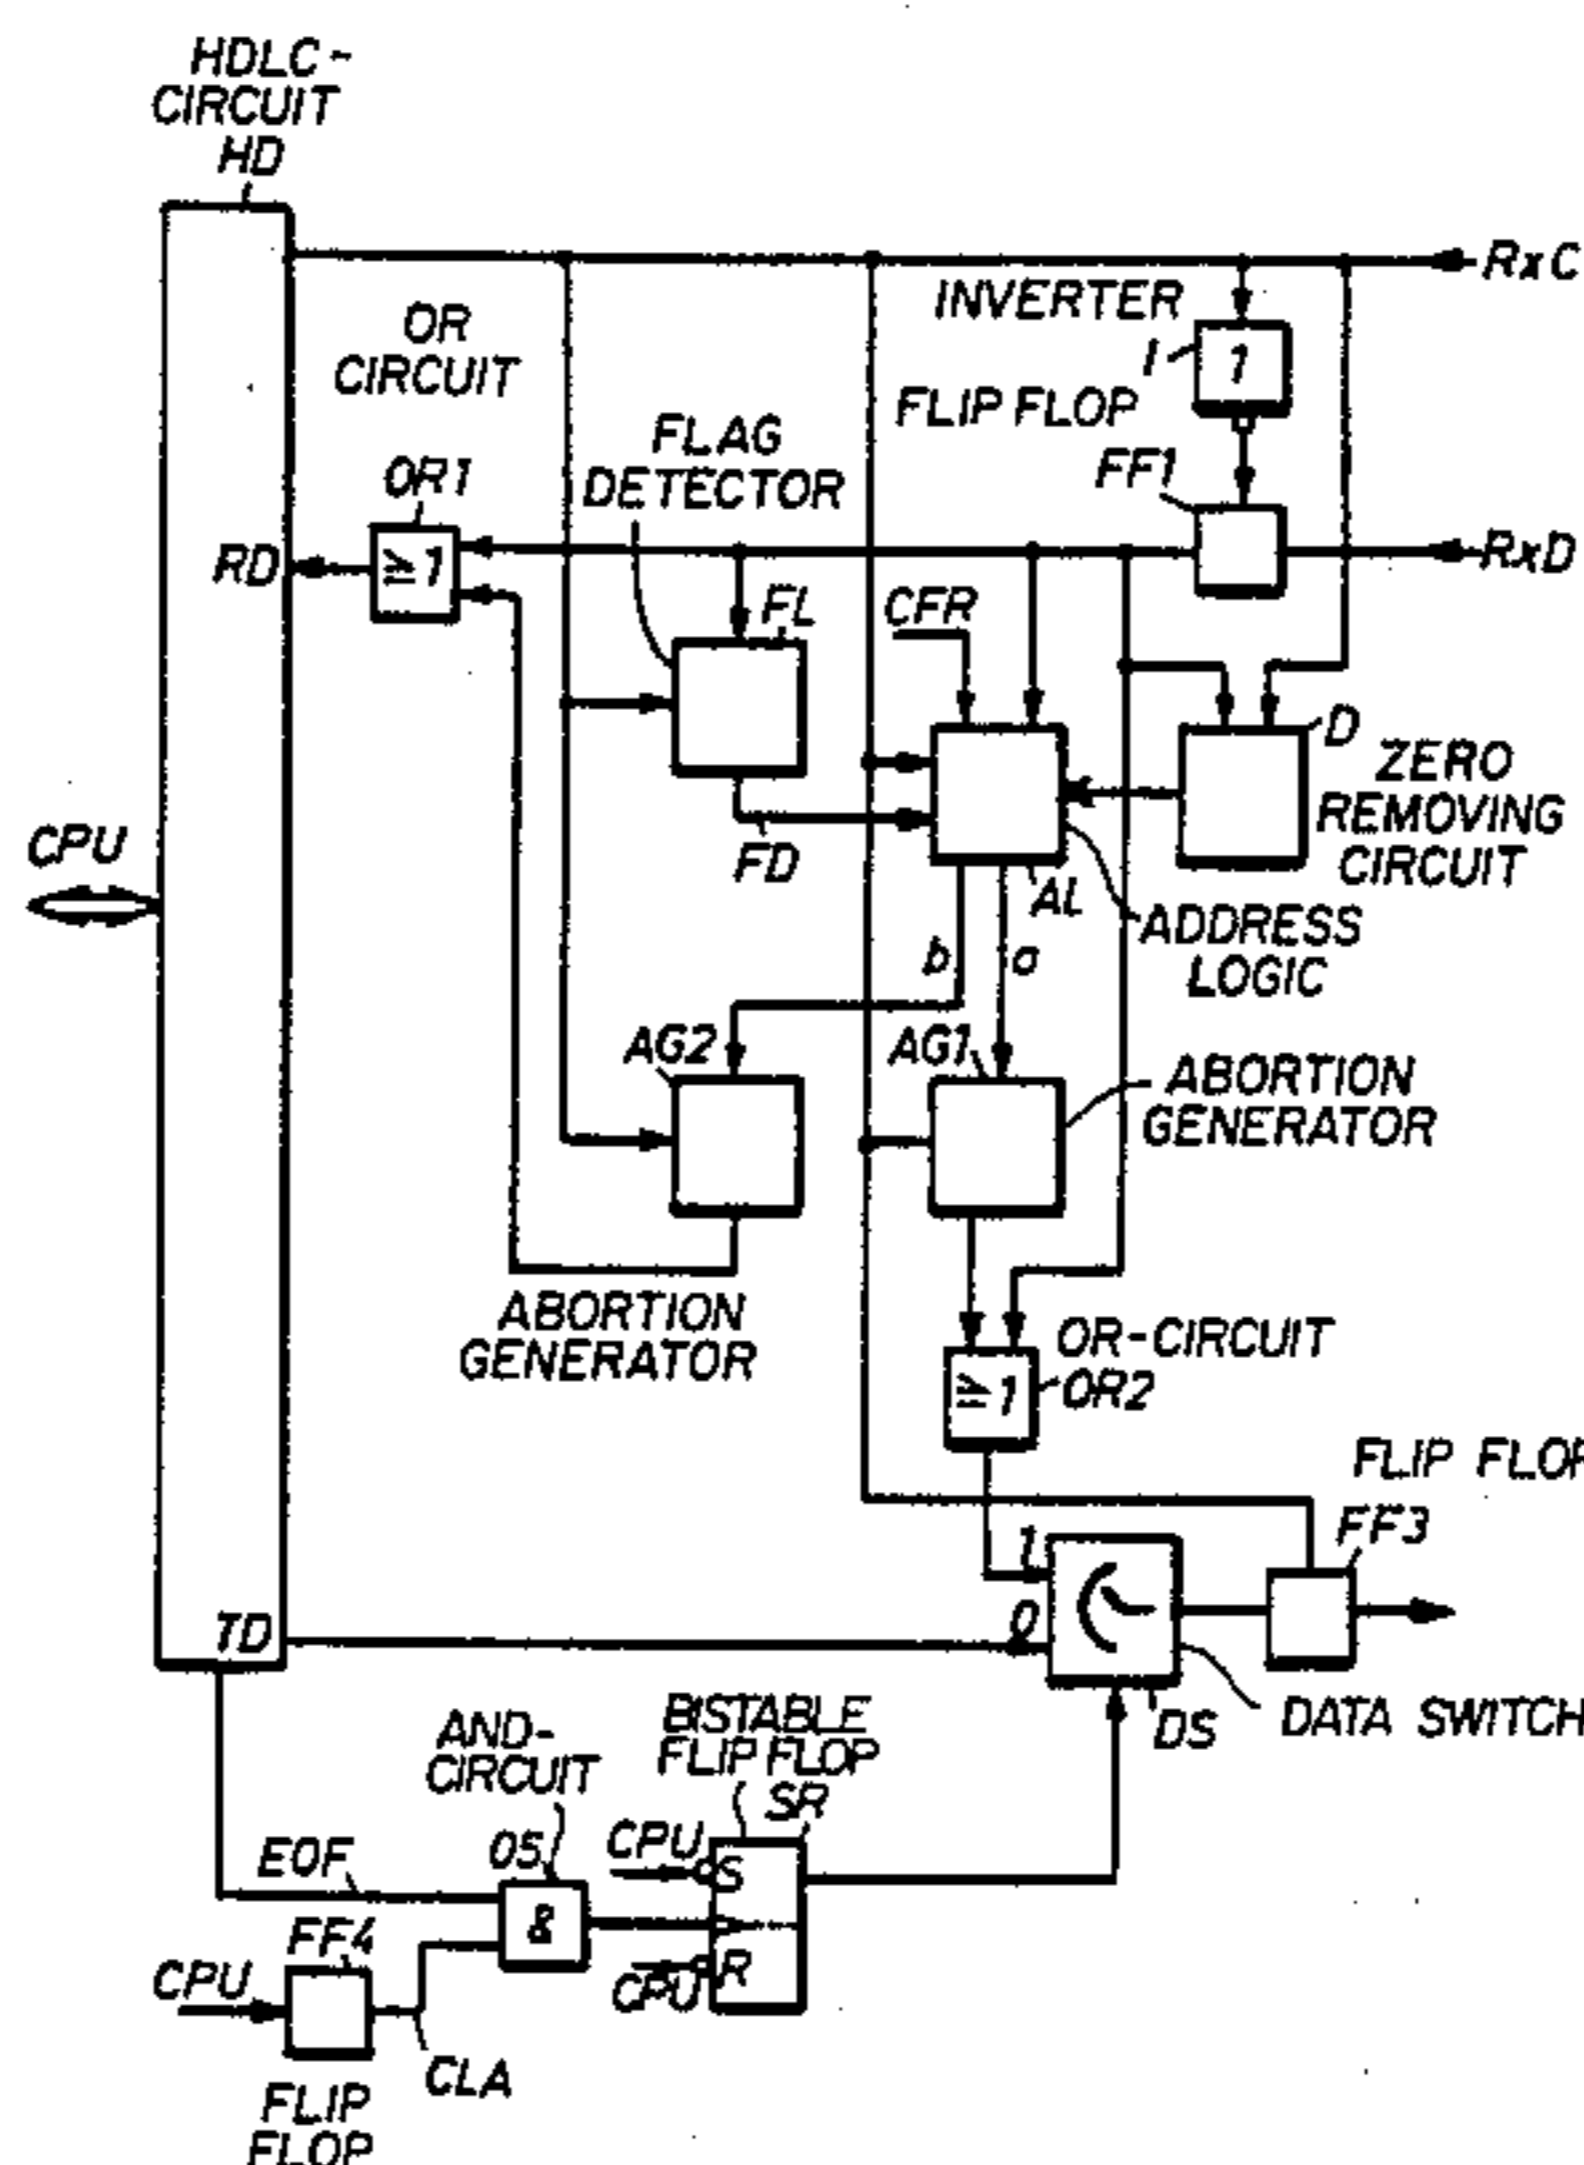 HDLC-
CIRCUIT
HD
RxC
INVERTER
I
1
OR
CIRCUIT
FLIP FLOP
FLAG
DETECTOR
FF1
OR1
≥1
RD
RxD
FL
CFR
D
ZERO
REMOVING
CIRCUIT
CPU
FD
AL
ADDRESS
LOGIC
b
a
AG2
AG1
ABORTION
GENERATOR
ABORTION
GENERATOR
OR-CIRCUIT
≥1
OR2
FLIP FLOP
FF3
1
0
TD
DS
DATA SWITCH
AND-
CIRCUIT
BISTABLE
FLIP FLOP
SR
CPU
S
EOF
OS
&
FF4
CPU
CPU
R
CLA
FLIP
FLOP